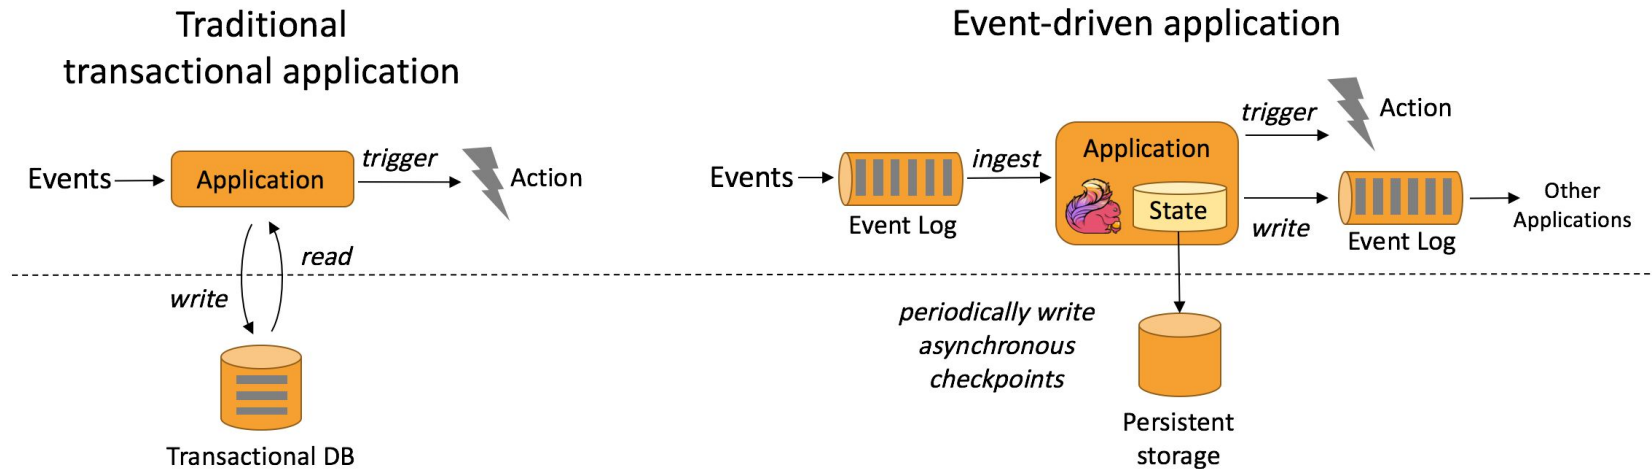 Traditional
transactional application
Events
Application
trigger
Action
read
write
Transactional DB
Event-driven application
Events
Event Log
ingest
Application
State
trigger
Action
write
Event Log
Other
Applications
periodically write
asynchronous
checkpoints
Persistent
storage